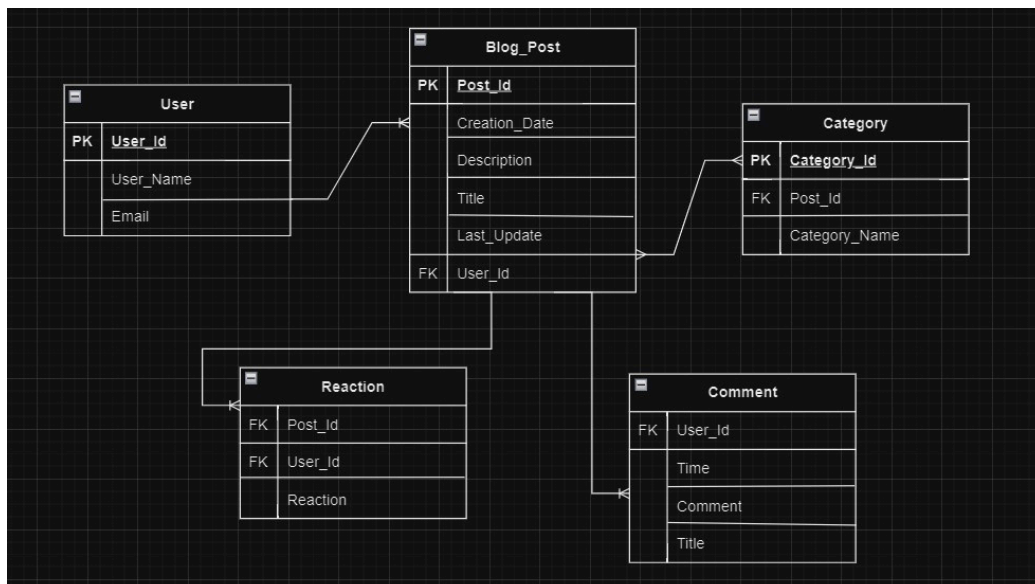 User
PK User_Id
User_Name
Email
Blog_Post
PK Post_Id
Creation_Date
Description
Title
Last_Update
FK User_Id
Category
PK Category_Id
FK Post_Id
Category_Name
Reaction
FK Post_Id
FK User_Id
Reaction
Comment
FK User_Id
Time
Comment
Title